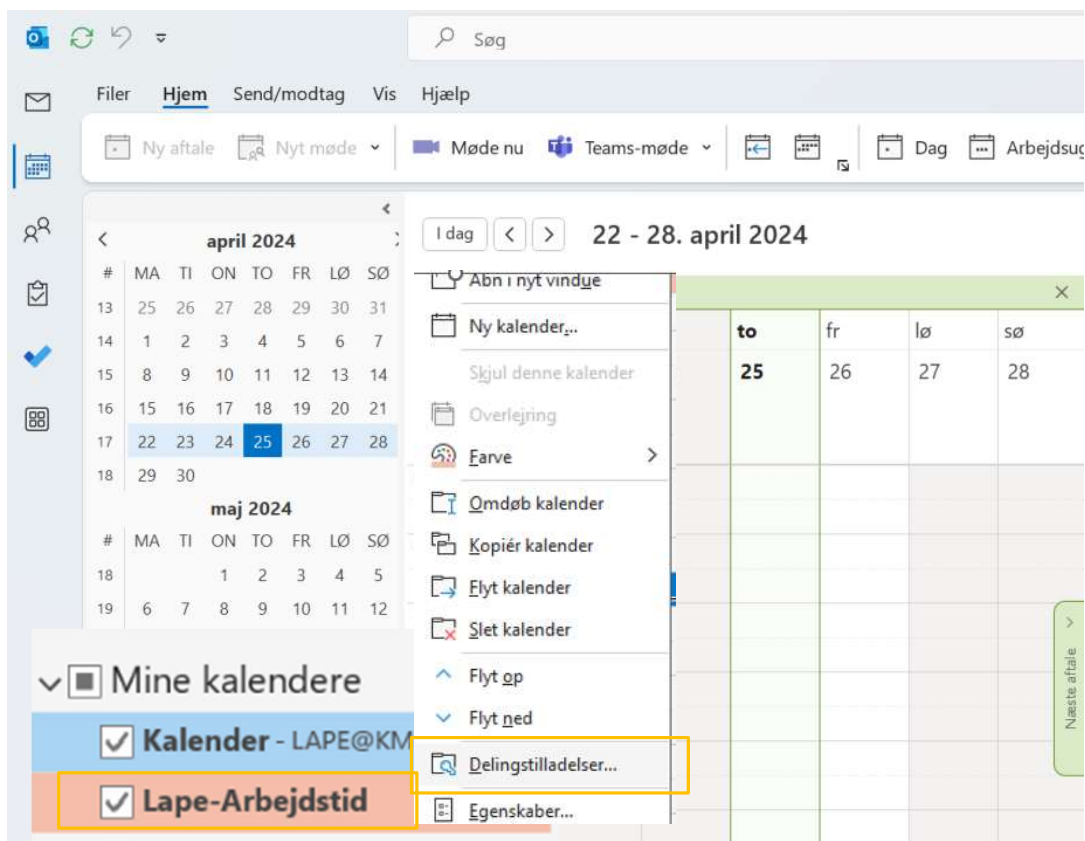 Søg
Filer Hjem Send/modtag Vis Hjælp
Ny aftale Nyt møde Møde nu Teams-møde Dag Arbejdsug
april 2024
# MA TI ON TO FR LØ SØ
13 25 26 27 28 29 30 31
14 1 2 3 4 5 6 7
15 8 9 10 11 12 13 14
16 15 16 17 18 19 20 21
17 22 23 24 25 26 27 28
18 29 30
maj 2024
# MA TI ON TO FR LØ SØ
18 1 2 3 4 5
19 6 7 8 9 10 11 12
Mine kalendere
Kalender - LAPE@KM
Lape-Arbejdstid
I dag 22 - 28. april 2024
Åbn i nyt vindue
Ny kalender...
Skjul denne kalender
Overlejring
Farve
Omdøb kalender
Kopiér kalender
Flyt kalender
Slet kalender
Flyt op
Flyt ned
Delingstilladelser...
Egenskaber...
to fr lø sø
25 26 27 28
Næste aftale